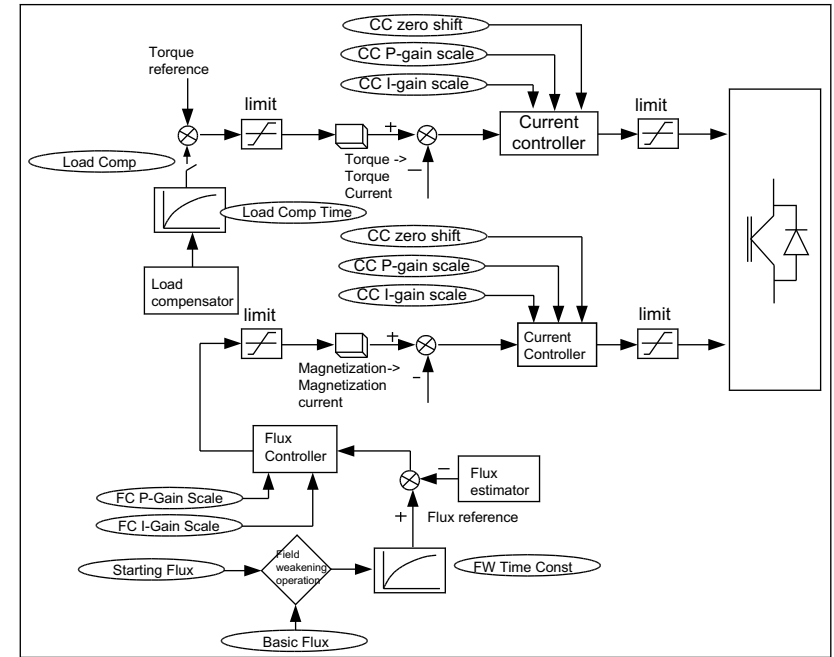 CC zero shift
CC P-gain scale
CC I-gain scale
Torque
reference
limit
limit
Current
controller
+
Load Comp
Torque ->
Torque
Current
−
Load Comp Time
Load
compensator
CC zero shift
CC P-gain scale
CC I-gain scale
limit
limit
+
Current
Controller
Magnetization->
Magnetization
current
−
Flux
Controller
−
Flux
estimator
FC P-Gain Scale
+
Flux reference
FC I-Gain Scale
Starting Flux
Field
weakening
operation
FW Time Const
Basic Flux